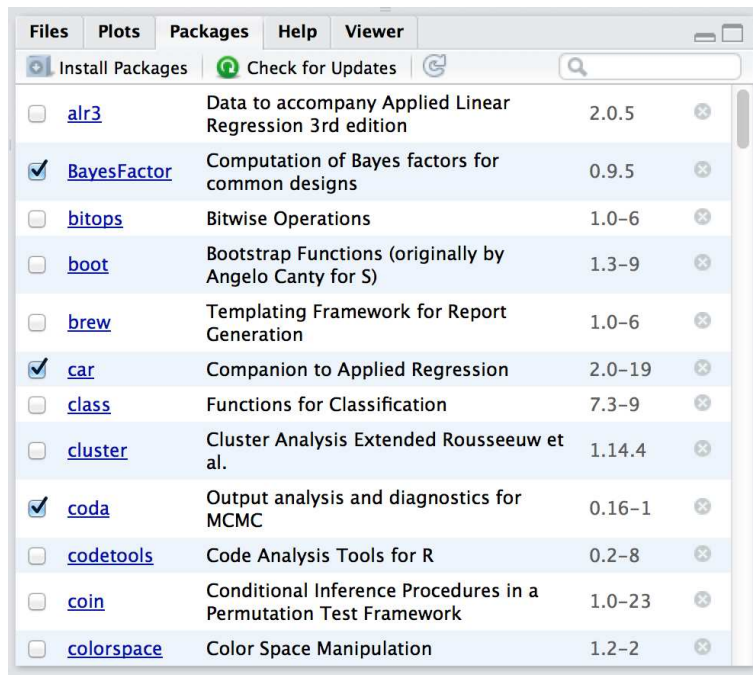 Files Plots Packages Help Viewer
Install Packages Check for Updates
alr3 Data to accompany Applied Linear 2.0.5
Regression 3rd edition
BayesFactor Computation of Bayes factors for 0.9.5
common designs
bitops Bitwise Operations 1.0-6
boot Bootstrap Functions (originally by 1.3-9
Angelo Canty for S)
brew Templating Framework for Report 1.0-6
Generation
car Companion to Applied Regression 2.0-19
class Functions for Classification 7.3-9
cluster Cluster Analysis Extended Rousseeuw et 1.14.4
al.
coda Output analysis and diagnostics for 0.16-1
MCMC
codetools Code Analysis Tools for R 0.2-8
coin Conditional Inference Procedures in a 1.0-23
Permutation Test Framework
colorspace Color Space Manipulation 1.2-2